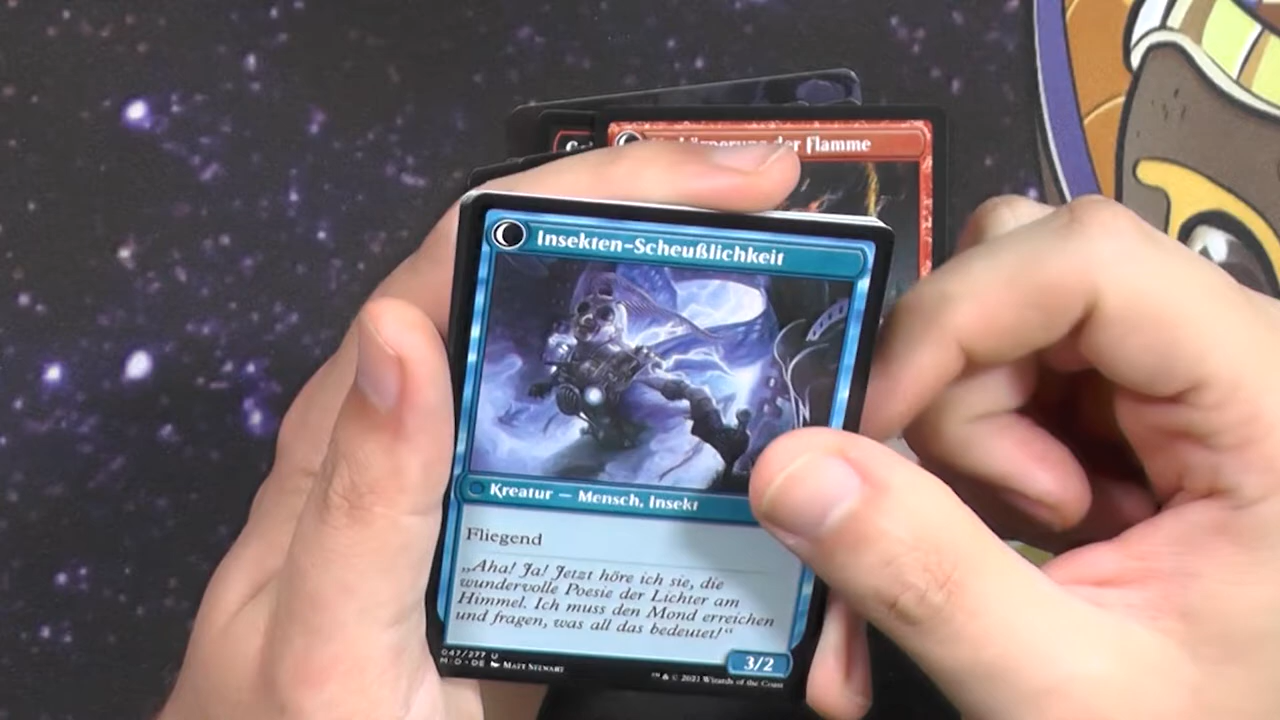 der Flamme
Insekten-Scheußlichkeit
Kreatur — Mensch, Insekt
Fliegend
„Aha! Ja! Jetzt höre ich sie, die
wundervolle Poesie der Lichter am
Himmel. Ich muss den Mond erreichen
und fragen, was all das bedeutet!“
3/2
047/277 U
MID • DE Matt Stewart
™ & © 2021 Wizards of the Coast